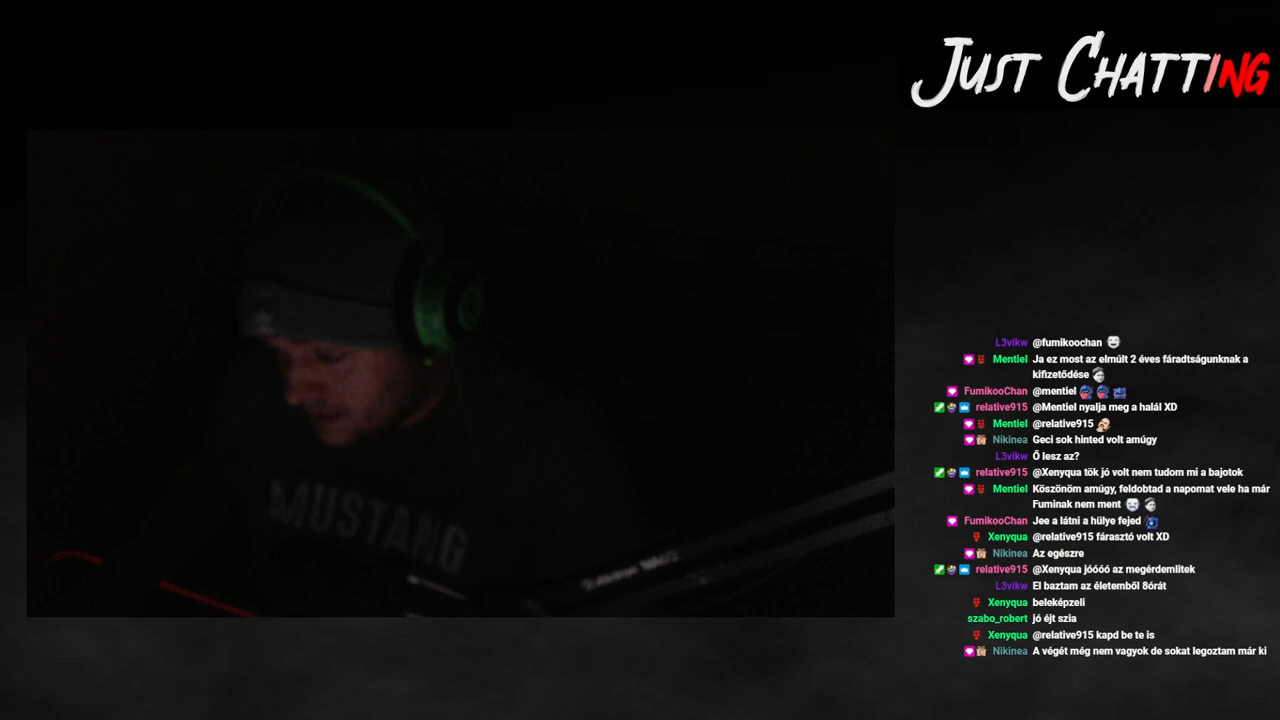 JUST CHATTING
L3vikw @fumikoochan
Mentiel Ja ez most az elmúlt 2 éves fáradtságunknak a
kifizetődése
FumikooChan @mentiel
relative915 @Mentiel nyalja meg a halál XD
Mentiel @relative915
Nikinea Geci sok hinted volt amúgy
L3vikw Ő lesz az?
relative915 @Xenyqua tök jó volt nem tudom mi a bajotok
Mentiel Köszönöm amúgy, feldobtad a napomat vele ha már
Fuminak nem ment
FumikooChan Jee a látni a hülye fejed
Xenyqua @relative915 fárasztó volt XD
Nikinea Az egészre
relative915 @Xenyqua jóóóó az megérdemlitek
L3vikw El baztam az életemből 8órát
Xenyqua beleképzeli
szabo_robert jó éjt szia
Xenyqua @relative915 kapd be te is
Nikinea A végét még nem vagyok de sokat legoztam már ki
MUSTANG